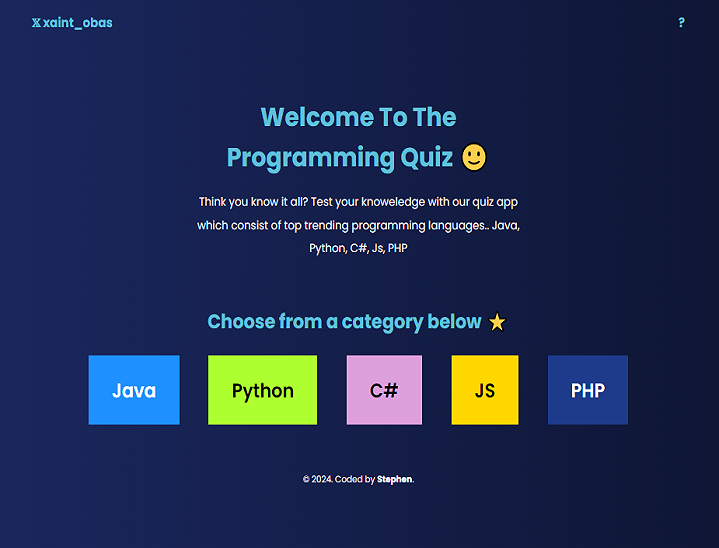 𝕏 xaint_obas
?
Welcome To The
Programming Quiz 🙂
Think you know it all? Test your knoweledge with our quiz app
which consist of top trending programming languages.. Java,
Python, C#, Js, PHP
Choose from a category below ★
Java
Python
C#
JS
PHP
© 2024. Coded by Stephen.